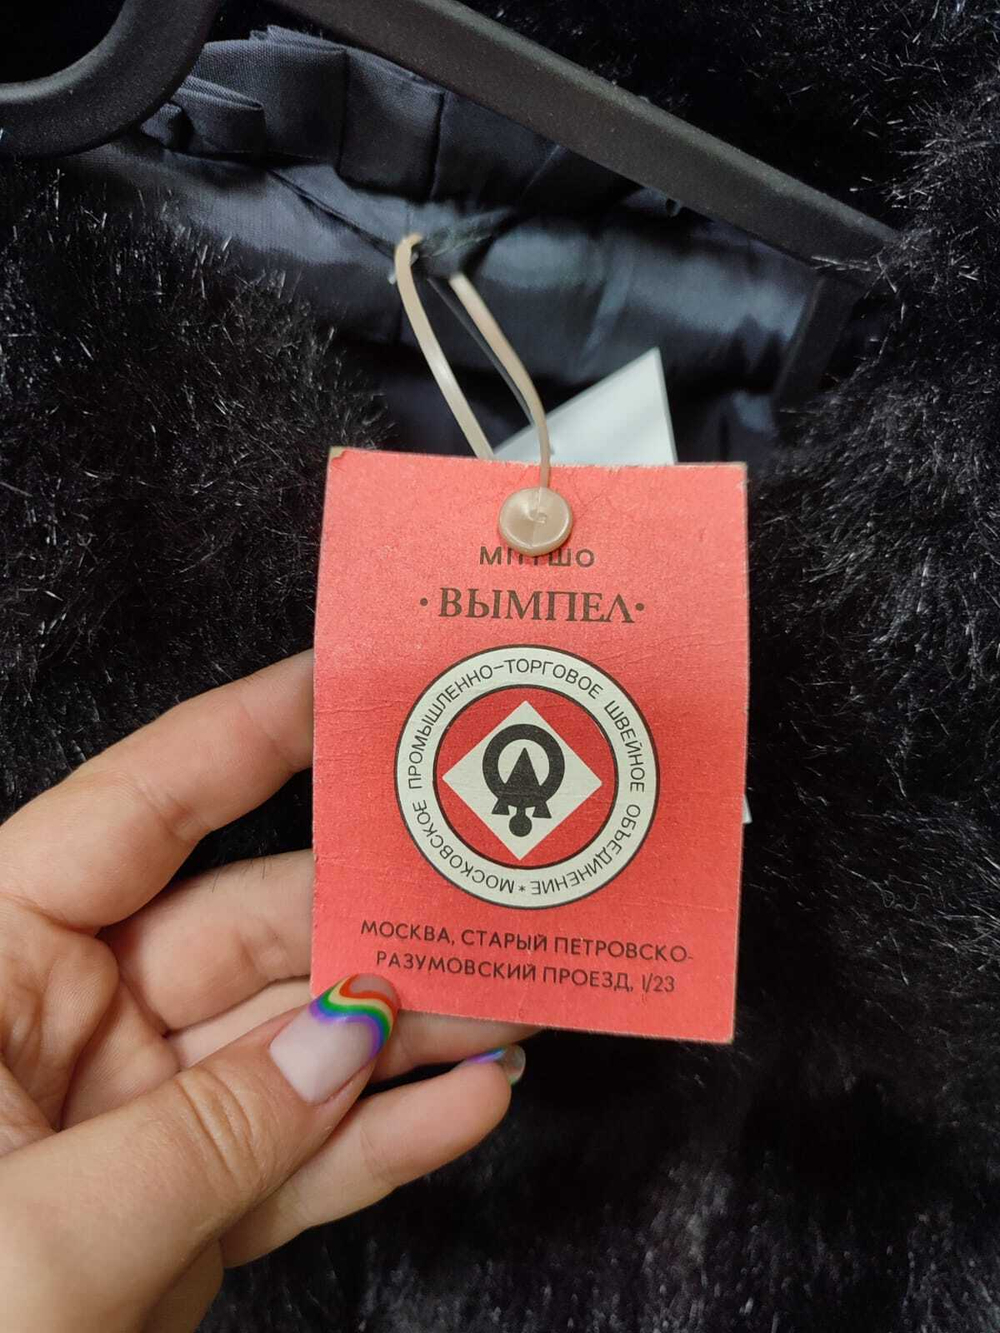 МПТШО
·ВЫМПЕЛ·
МОСКОВСКОЕ ПРОМЫШЛЕННО-ТОРГОВОЕ ШВЕЙНОЕ ОБЪЕДИНЕНИЕ *
МОСКВА, СТАРЫЙ ПЕТРОВСКО-
РАЗУМОВСКИЙ ПРОЕЗД, 1/23